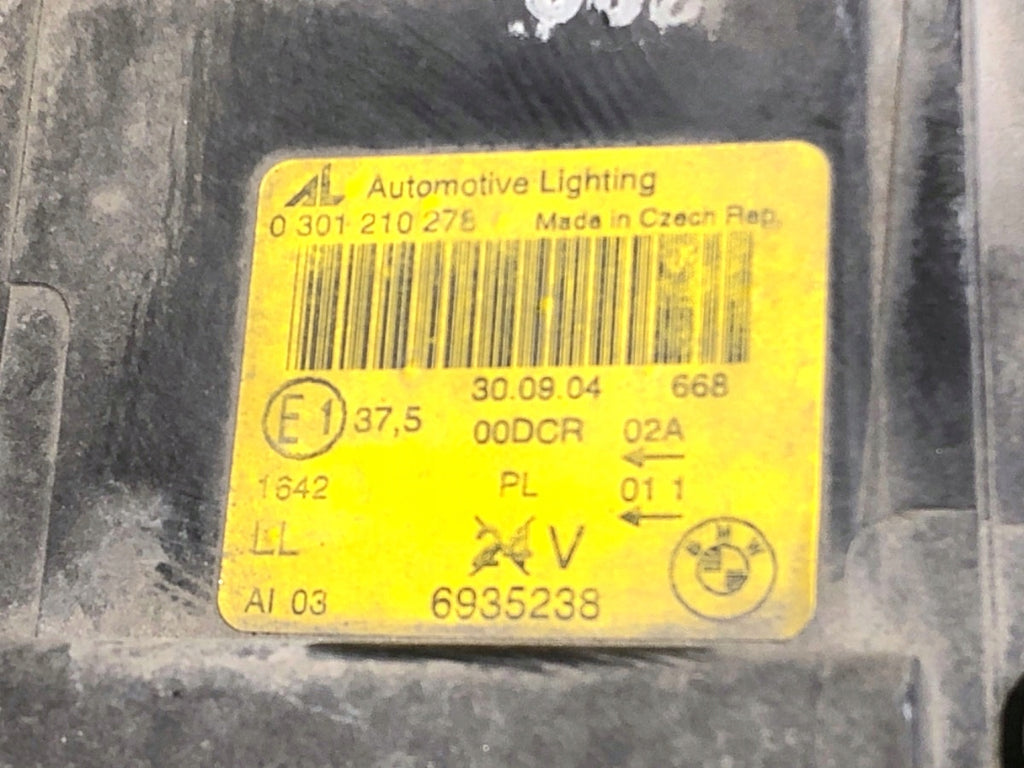 AL Automotive Lighting
0 301 210 278 Made in Czech Rep.
30.09.04 668
E1 37,5 00DCR 02A
←
1642 PL 01 1
←
LL 24 V
AI 03 6935238
BMW